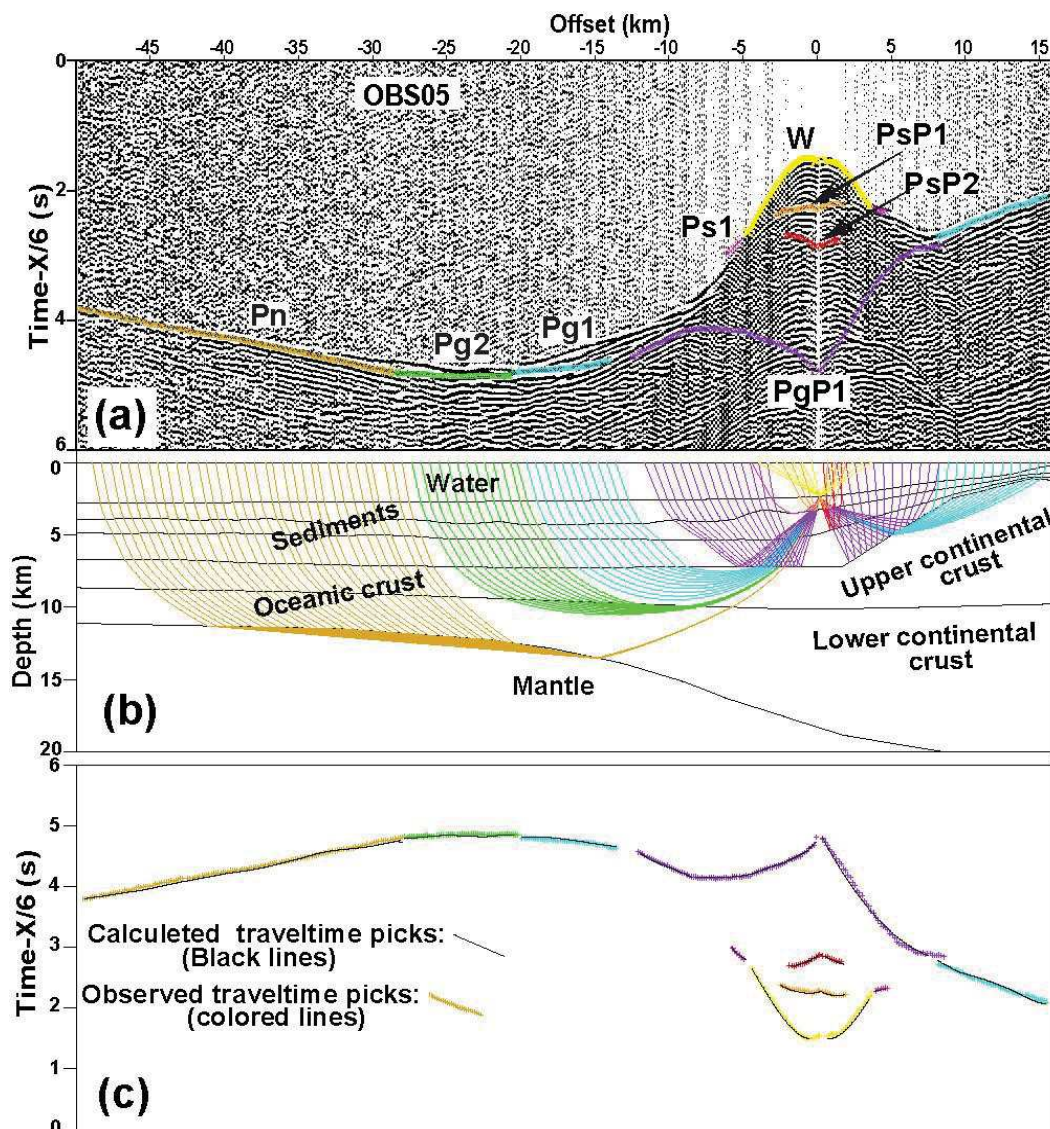 Offset (km)
-45 -40 -35 -30 -25 -20 -15 -10 -5 0 5 10 15
0
OBS05
W
PsP1
PsP2
2
Ps1
Time-X/6 (s)
Pn
Pg2
Pg1
4
PgP1
(a)
6
0
Water
Sediments
5
Oceanic crust
Upper continental
crust
Depth (km)
10
Lower continental
crust
15
Mantle
(b)
20
6
5
Time-X/6 (s)
4
Calculeted traveltime picks:
(Black lines)
3
Observed traveltime picks:
(colored lines)
2
1
(c)
0